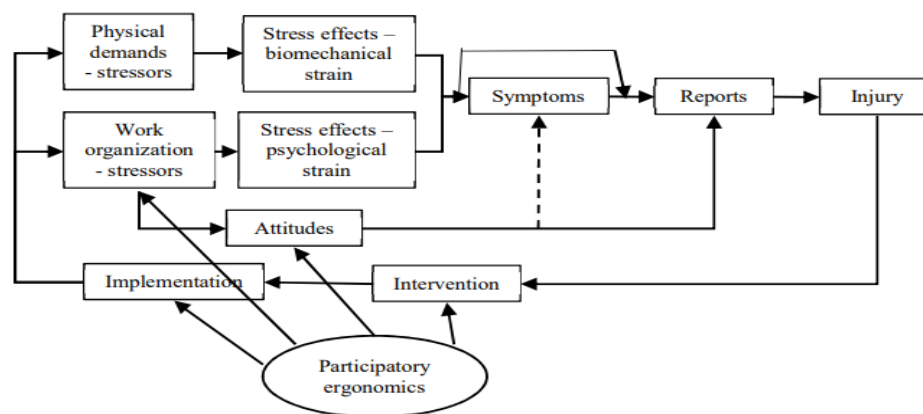 Physical
demands
- stressors
Stress effects –
biomechanical
strain
Symptoms
Reports
Injury
Work
organization
- stressors
Stress effects –
psychological
strain
Attitudes
Implementation
Intervention
Participatory
ergonomics